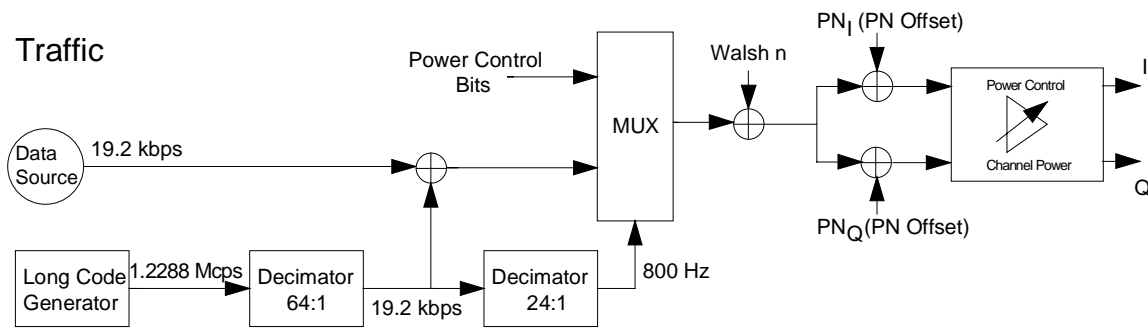 Traffic
Power Control
Bits
MUX
Walsh n
PN_I (PN Offset)
Power Control
Channel Power
I
Q
PN_Q (PN Offset)
Data
Source
19.2 kbps
Long Code
Generator
1.2288 Mcps
Decimator
64:1
19.2 kbps
Decimator
24:1
800 Hz